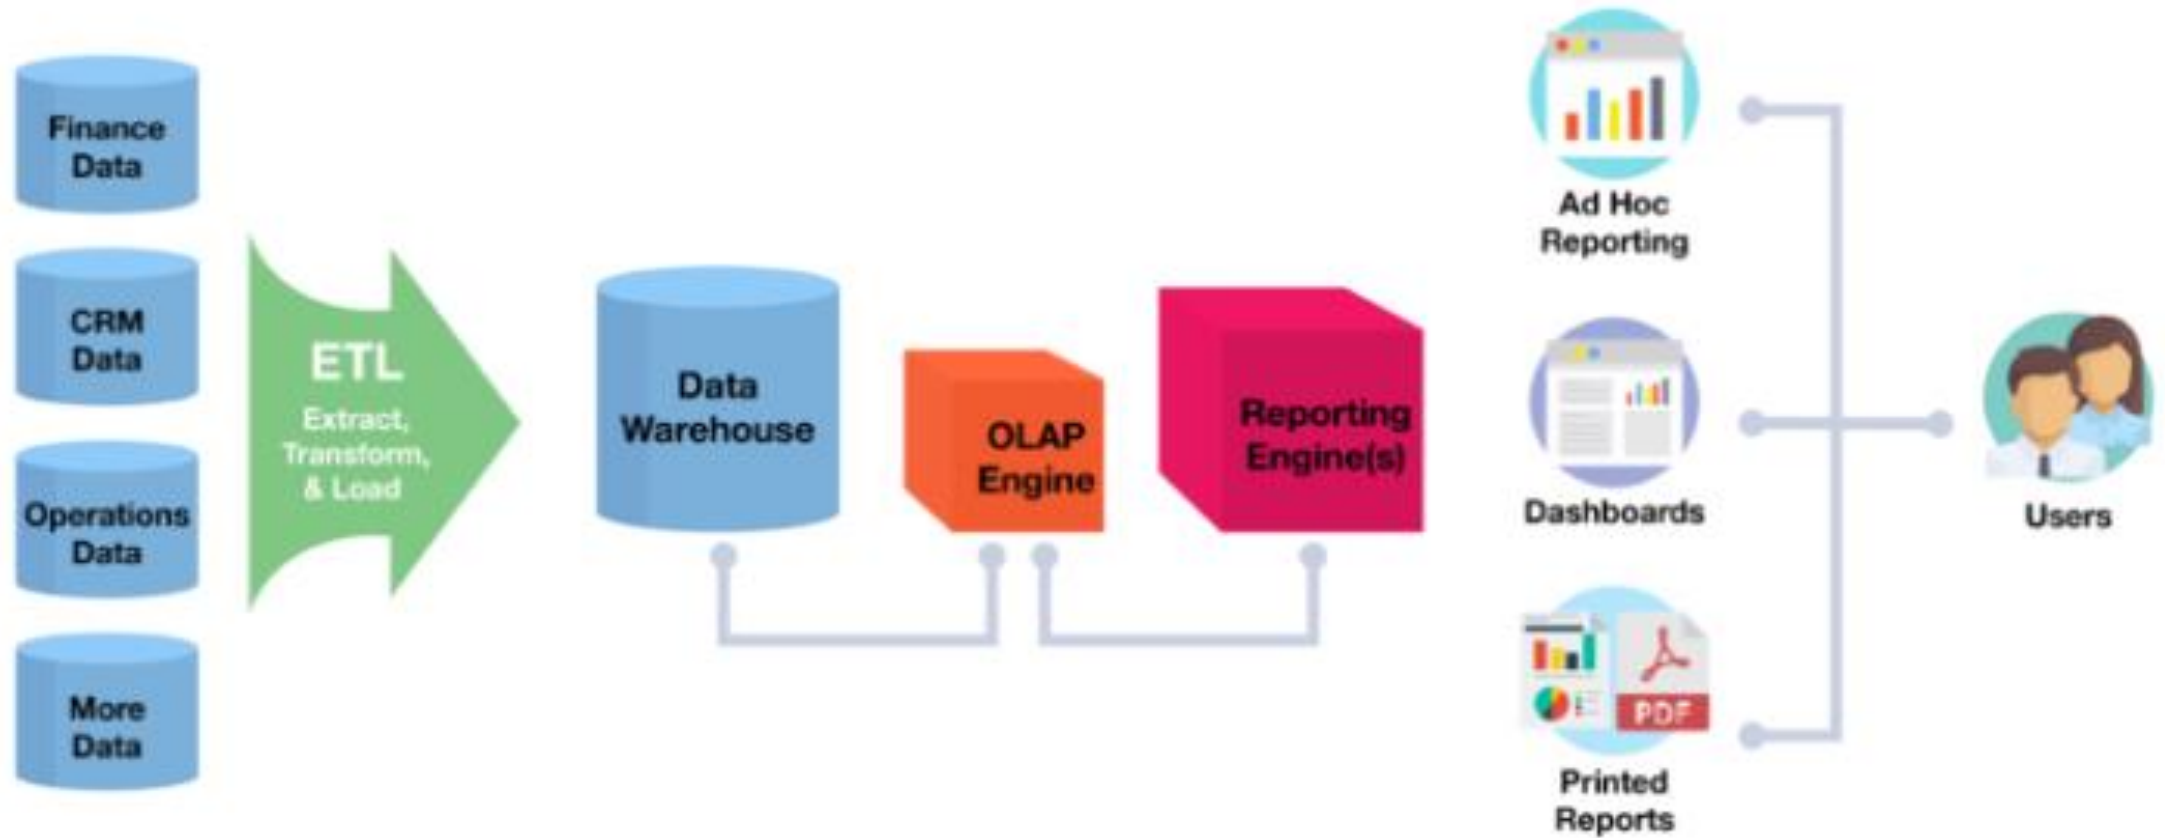 Finance
Data
CRM
Data
Operations
Data
More
Data
ETL
Extract,
Transform,
& Load
Data
Warehouse
OLAP
Engine
Reporting
Engine(s)
Ad Hoc
Reporting
Dashboards
PDF
Printed
Reports
Users